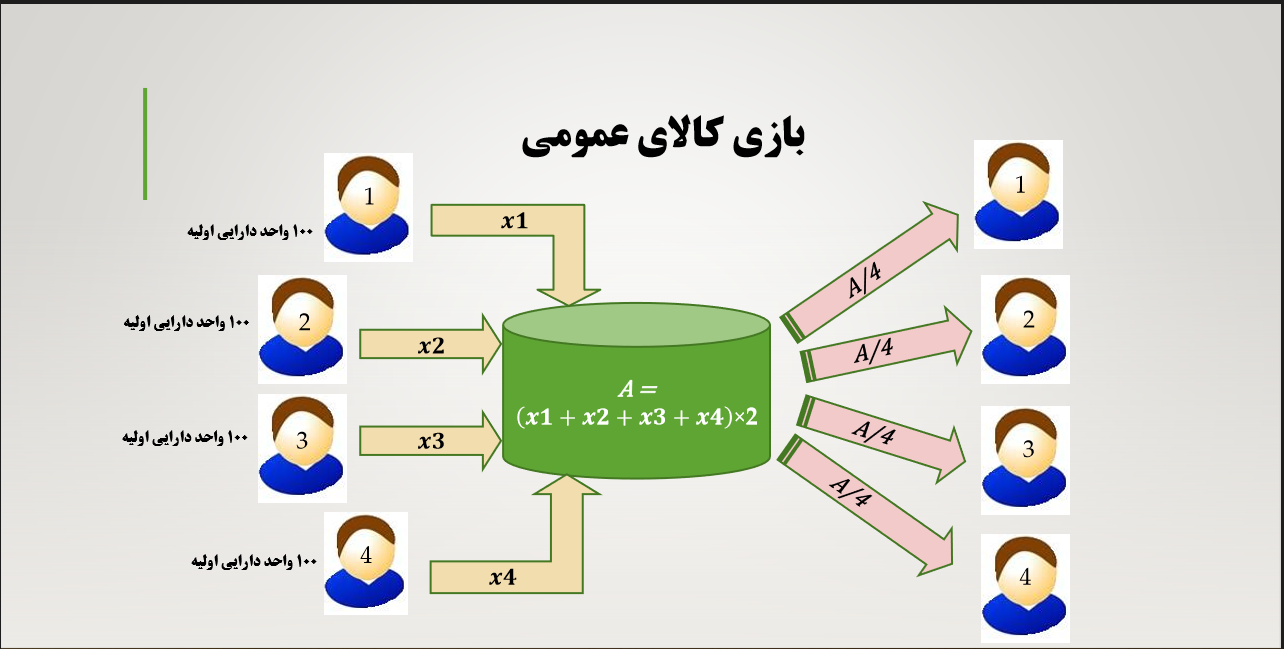 بازی کالای عمومی
1
۱۰۰ واحد دارایی اولیه
x1
2
۱۰۰ واحد دارایی اولیه
x2
3
۱۰۰ واحد دارایی اولیه
x3
4
۱۰۰ واحد دارایی اولیه
x4
A =
(x1 + x2 + x3 + x4)×2
A/4
1
A/4
2
A/4
3
A/4
4